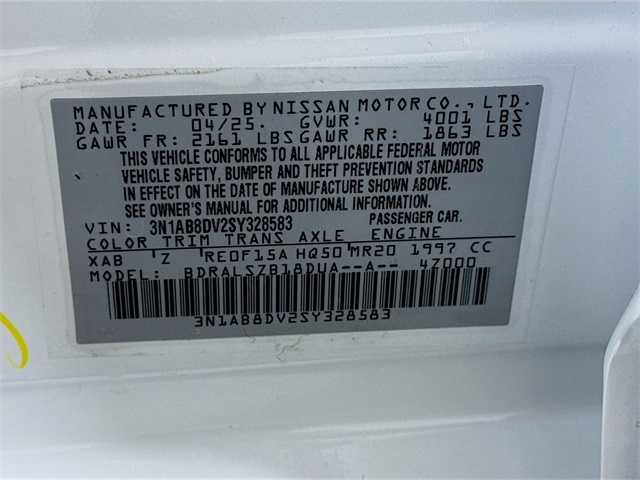 MANUFACTURED BY NISSAN MOTOR CO., LTD.
DATE: 04/25. GVWR: 4001 LBS
GAWR FR: 2161 LBS GAWR RR: 1863 LBS
THIS VEHICLE CONFORMS TO ALL APPLICABLE FEDERAL MOTOR
VEHICLE SAFETY, BUMPER AND THEFT PREVENTION STANDARDS
IN EFFECT ON THE DATE OF MANUFACTURE SHOWN ABOVE.
SEE OWNER'S MANUAL FOR ADDITIONAL INFORMATION.
VIN: 3N1AB8DV2SY328583 PASSENGER CAR.
COLOR TRIM TRANS AXLE ENGINE
XAB 'Z RE0F15A HQ50 MR20 1997 CC
MODEL: BDRALSZB18DUA--A-- 4Z000
3N1AB8DV2SY328583